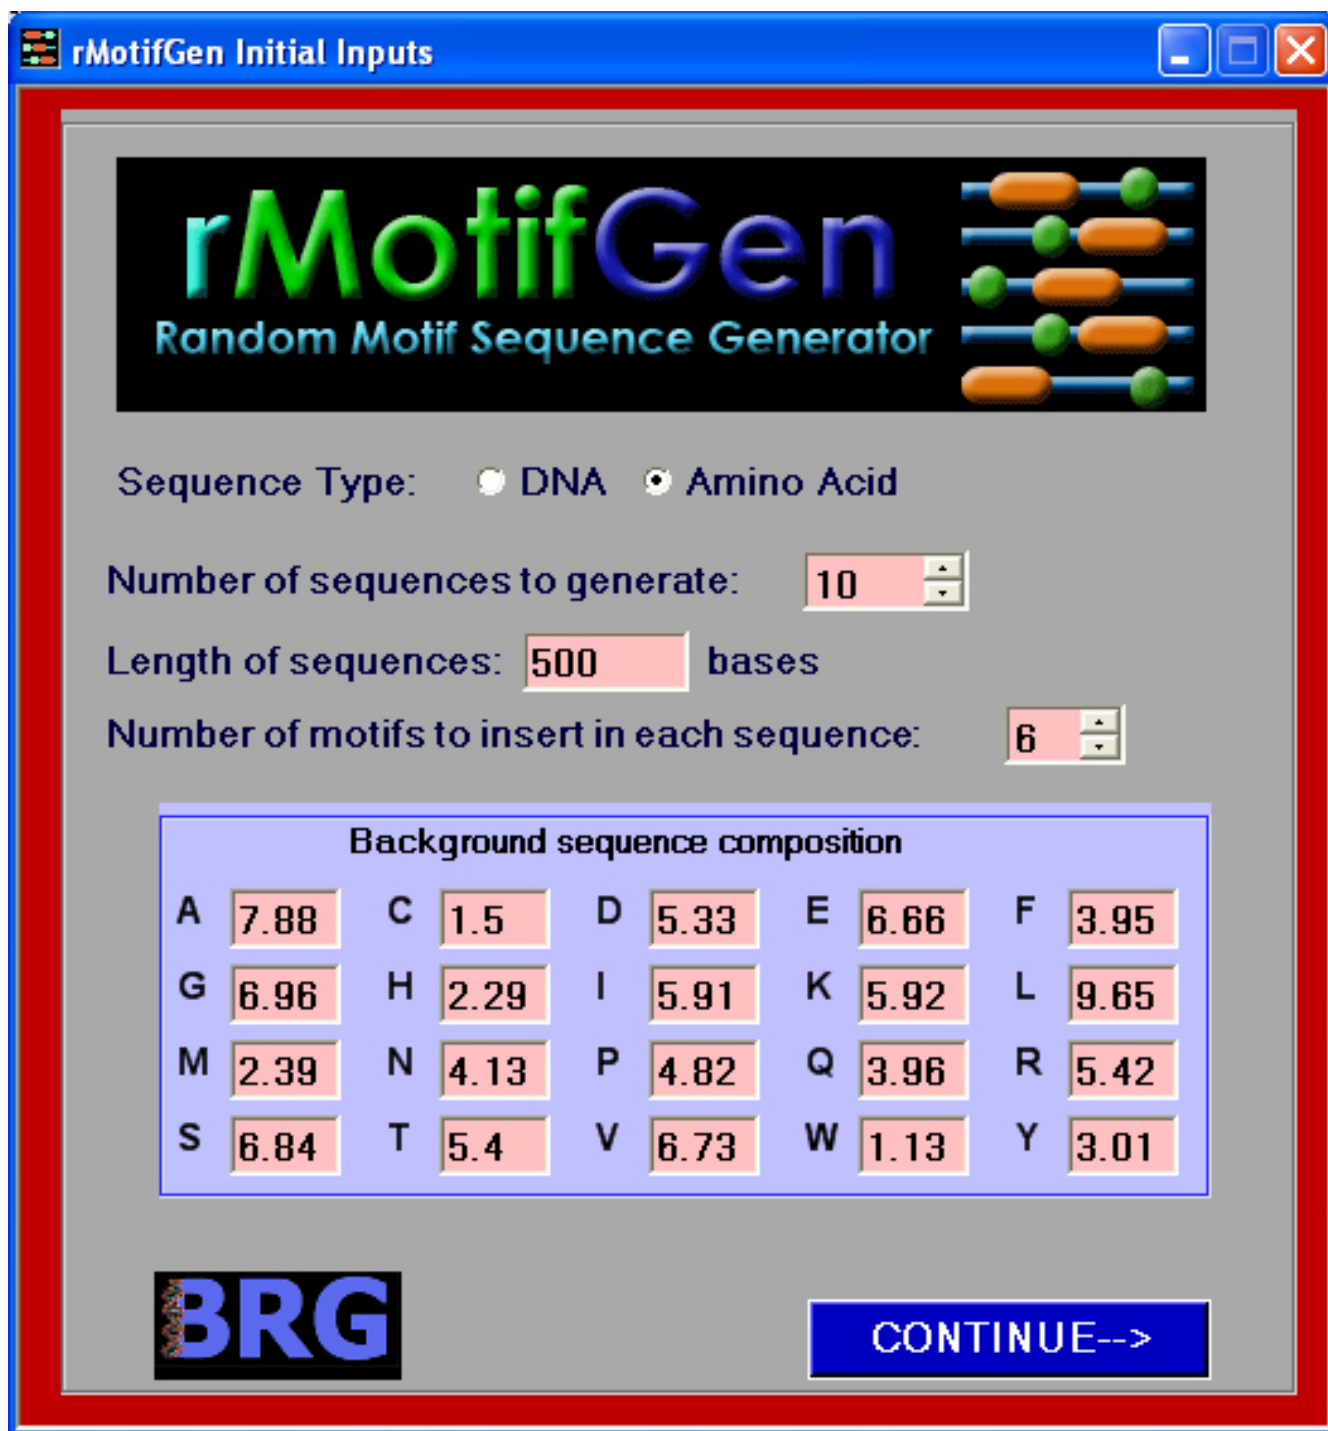 rMotifGen Initial Inputs
rMotifGen
Random Motif Sequence Generator
Sequence Type: DNA Amino Acid
Number of sequences to generate: 10
Length of sequences: 500 bases
Number of motifs to insert in each sequence: 6
Background sequence composition
A 7.88 C 1.5 D 5.33 E 6.66 F 3.95
G 6.96 H 2.29 I 5.91 K 5.92 L 9.65
M 2.39 N 4.13 P 4.82 Q 3.96 R 5.42
S 6.84 T 5.4 V 6.73 W 1.13 Y 3.01
BRG
CONTINUE-->